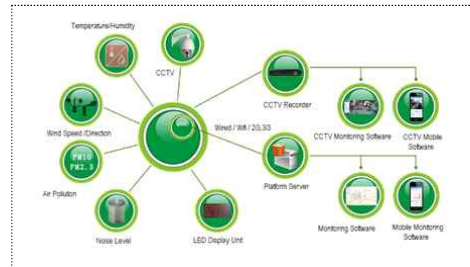 Temperature/Humidity
CCTV
CCTV Recorder
Wind Speed /Direction
Wired / Wifi / 2G,3G
CCTV Monitoring Software
CCTV Mobile
Software
PM10
PM2.5
Platform Server
Air Pollution
Noise Level
LED Display Unit
Monitoring Software
Mobile Monitoring
Software